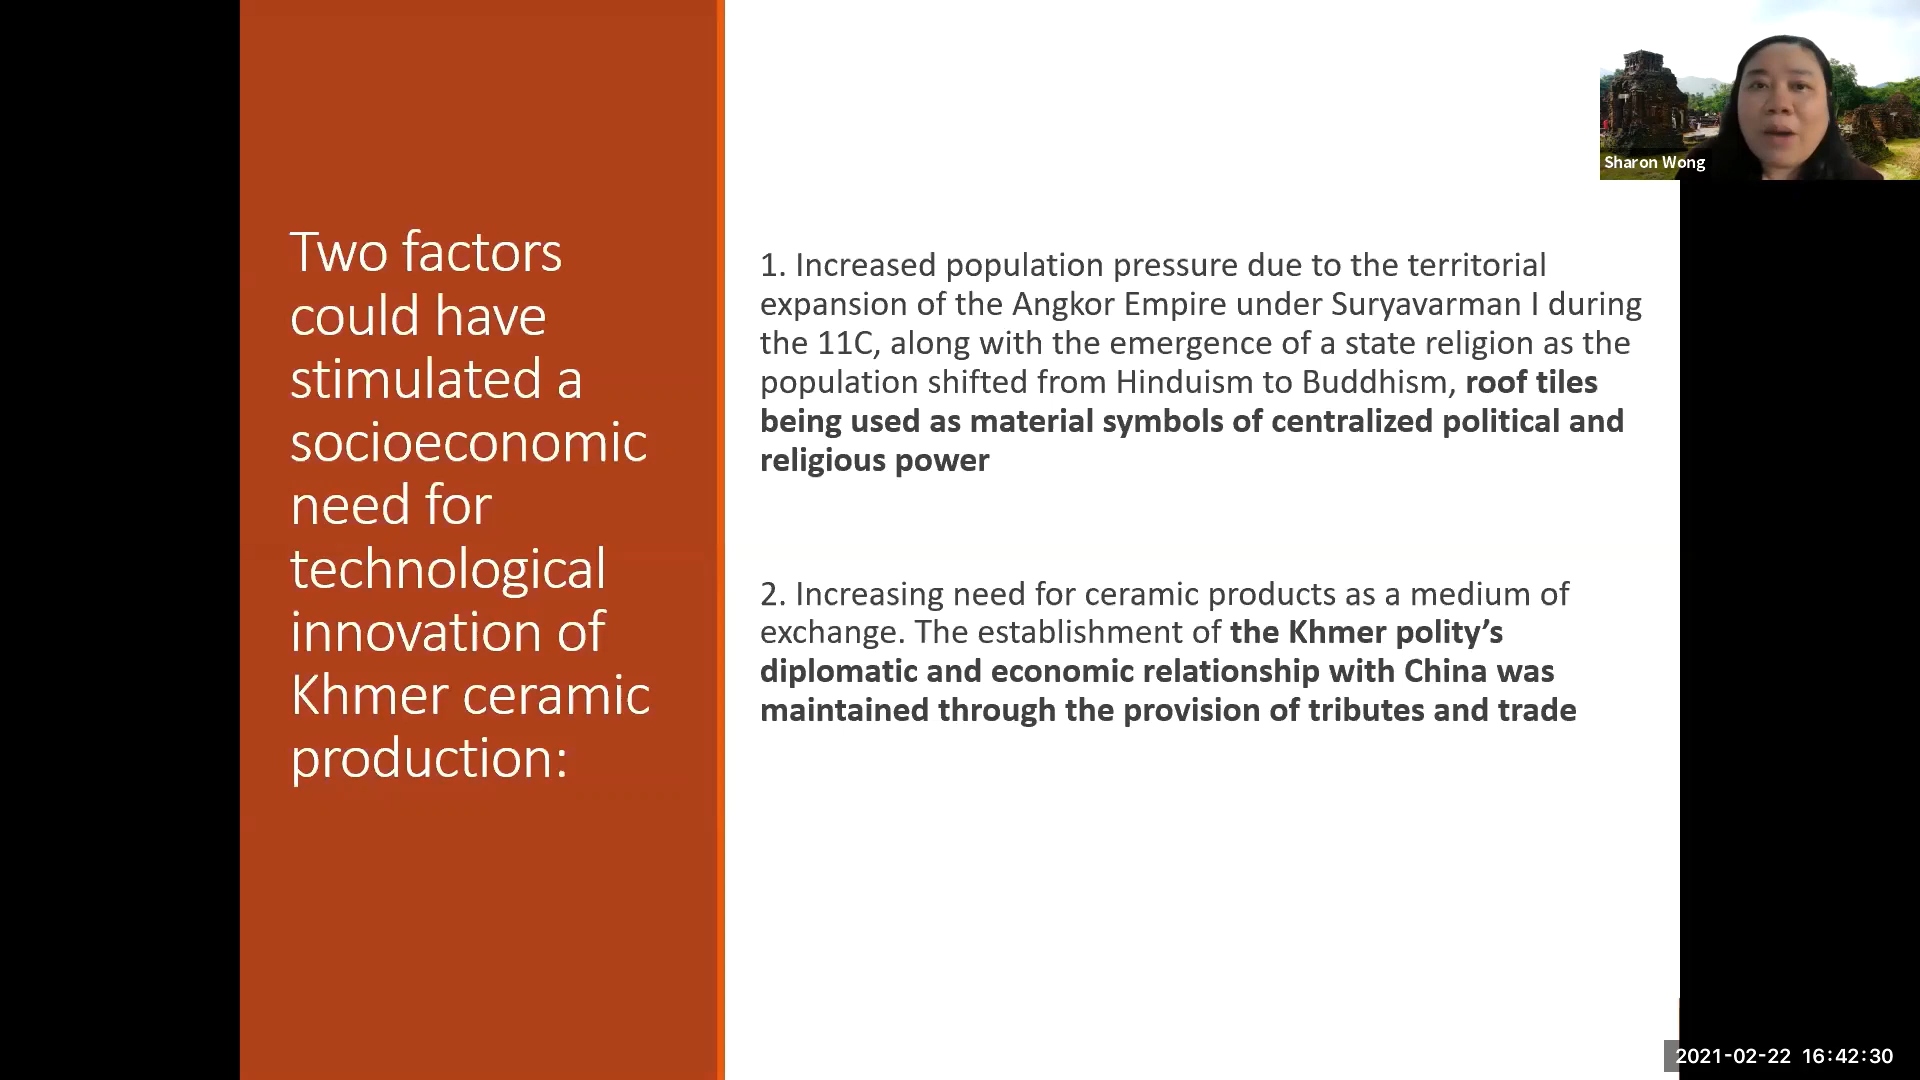 Two factors
could have
stimulated a
socioeconomic
need for
technological
innovation of
Khmer ceramic
production:
1. Increased population pressure due to the territorial
expansion of the Angkor Empire under Suryavarman I during
the 11C, along with the emergence of a state religion as the
population shifted from Hinduism to Buddhism, roof tiles
being used as material symbols of centralized political and
religious power
2. Increasing need for ceramic products as a medium of
exchange. The establishment of the Khmer polity’s
diplomatic and economic relationship with China was
maintained through the provision of tributes and trade
Sharon Wong
2021-02-22 16:42:30